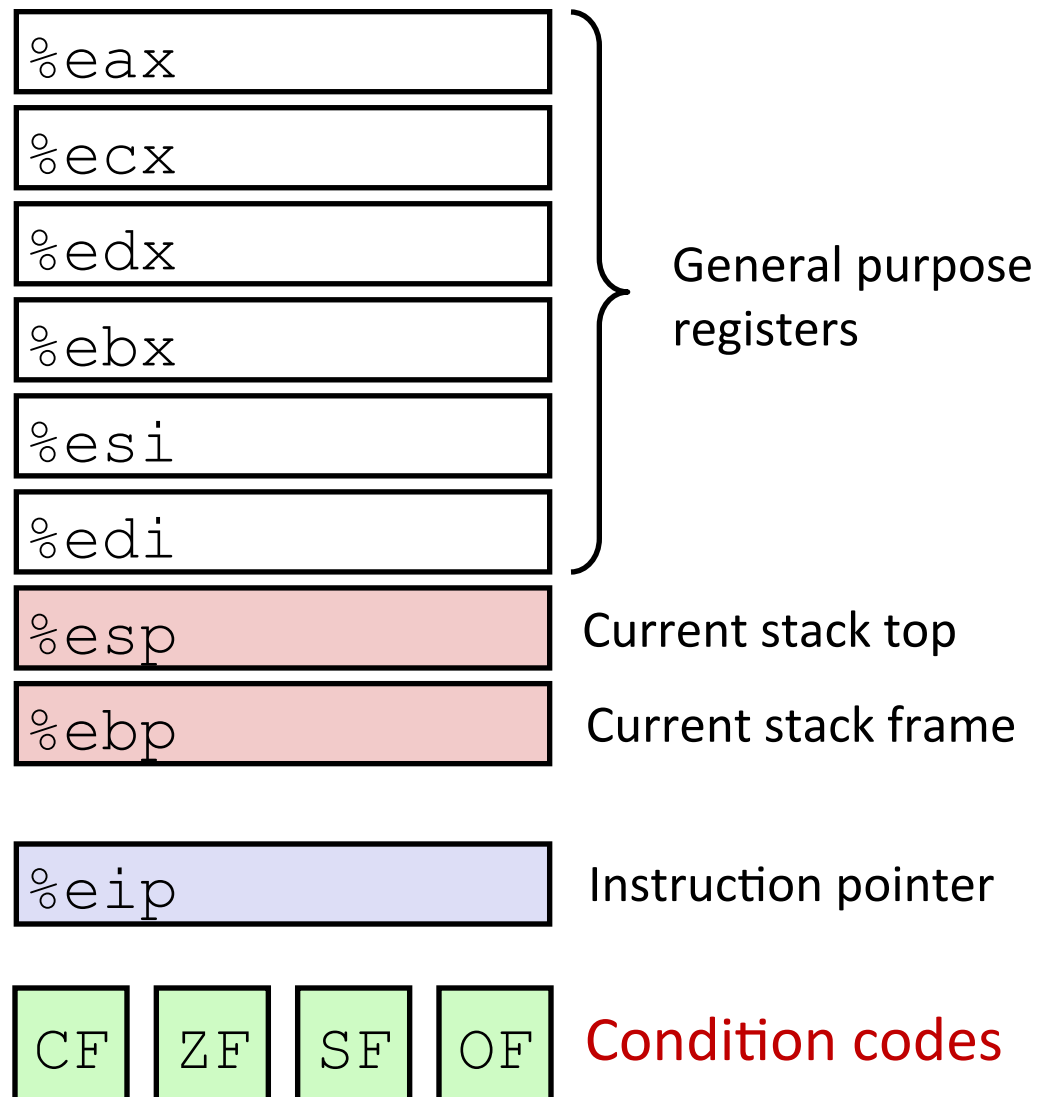 %eax
%ecx
%edx
%ebx
%esi
%edi
General purpose
registers
%esp
Current stack top
%ebp
Current stack frame
%eip
Instruction pointer
CF ZF SF OF
Condition codes